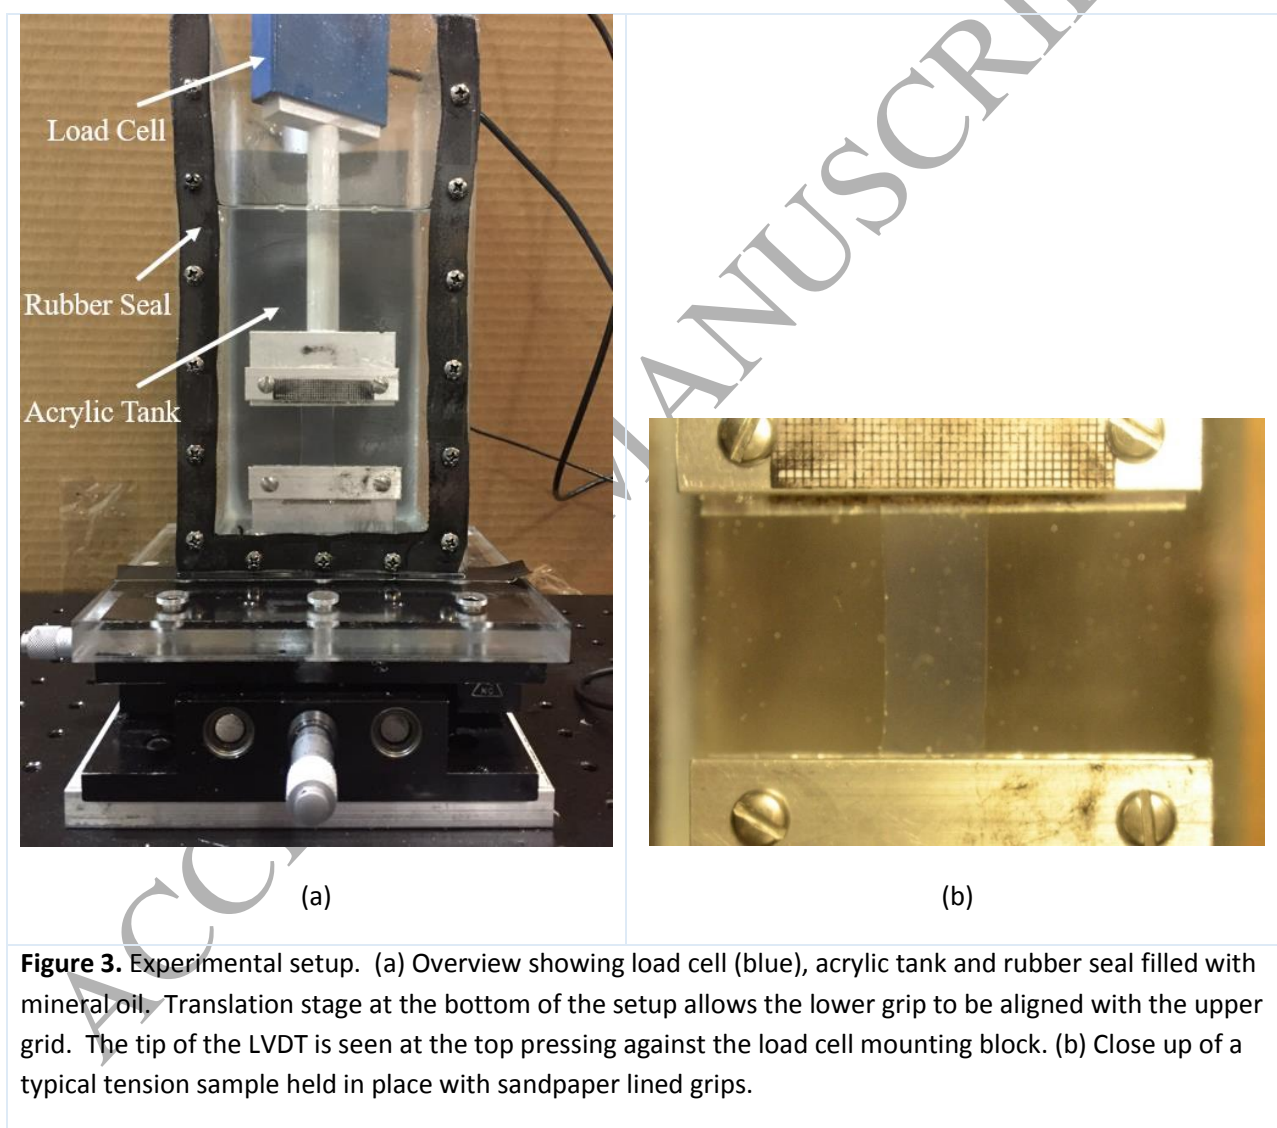 Load Cell
Rubber Seal
Acrylic Tank
(a)
(b)
Figure 3. Experimental setup. (a) Overview showing load cell (blue), acrylic tank and rubber seal filled with
mineral oil. Translation stage at the bottom of the setup allows the lower grip to be aligned with the upper
grid. The tip of the LVDT is seen at the top pressing against the load cell mounting block. (b) Close up of a
typical tension sample held in place with sandpaper lined grips.